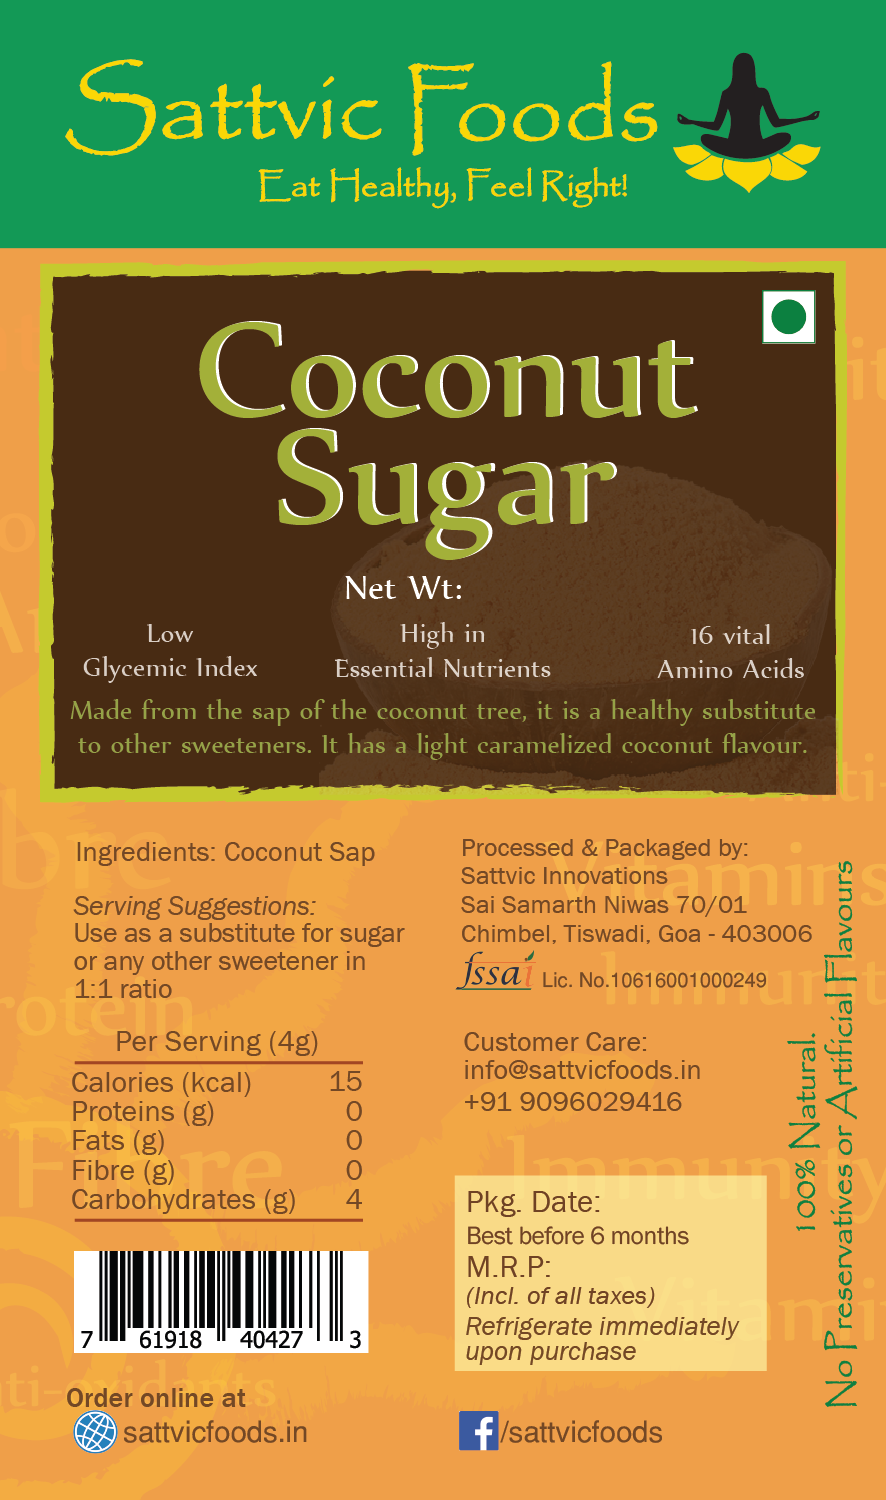 Sattvic Foods
Eat Healthy, Feel Right!
Coconut
Sugar
Net Wt:
Low
Glycemic Index
High in
Essential Nutrients
16 vital
Amino Acids
Made from the sap of the coconut tree, it is a healthy substitute
to other sweeteners. It has a light caramelized coconut flavour.
Ingredients: Coconut Sap
Serving Suggestions:
Use as a substitute for sugar
or any other sweetener in
1:1 ratio
Per Serving (4g)
Calories (kcal) 15
Proteins (g) 0
Fats (g) 0
Fibre (g) 0
Carbohydrates (g) 4
7 61918 40427 3
Order online at
sattvicfoods.in
Processed & Packaged by:
Sattvic Innovations
Sai Samarth Niwas 70/01
Chimbel, Tiswadi, Goa - 403006
fssai Lic. No.10616001000249
Customer Care:
info@sattvicfoods.in
+91 9096029416
Pkg. Date:
Best before 6 months
M.R.P:
(Incl. of all taxes)
Refrigerate immediately
upon purchase
f/sattvicfoods
100% Natural.
No Preservatives or Artificial Flavours
Vitamins
Fibre
Immunity